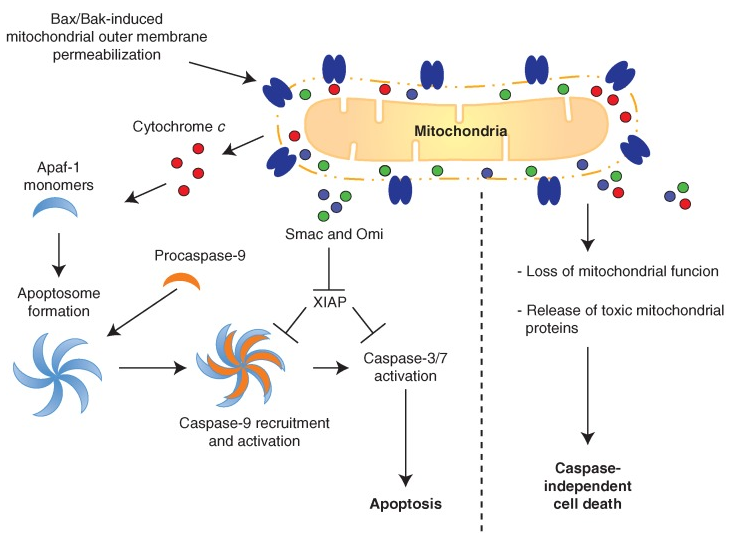 Bax/Bak-induced
mitochondrial outer membrane
permeabilization
Mitochondria
Cytochrome c
Apaf-1
monomers
Smac and Omi
Procaspase-9
- Loss of mitochondrial funcion
Apoptosome
formation
XIAP
- Release of toxic mitochondrial
proteins
Caspase-3/7
activation
Caspase-9 recruitment
and activation
Apoptosis
Caspase-
independent
cell death